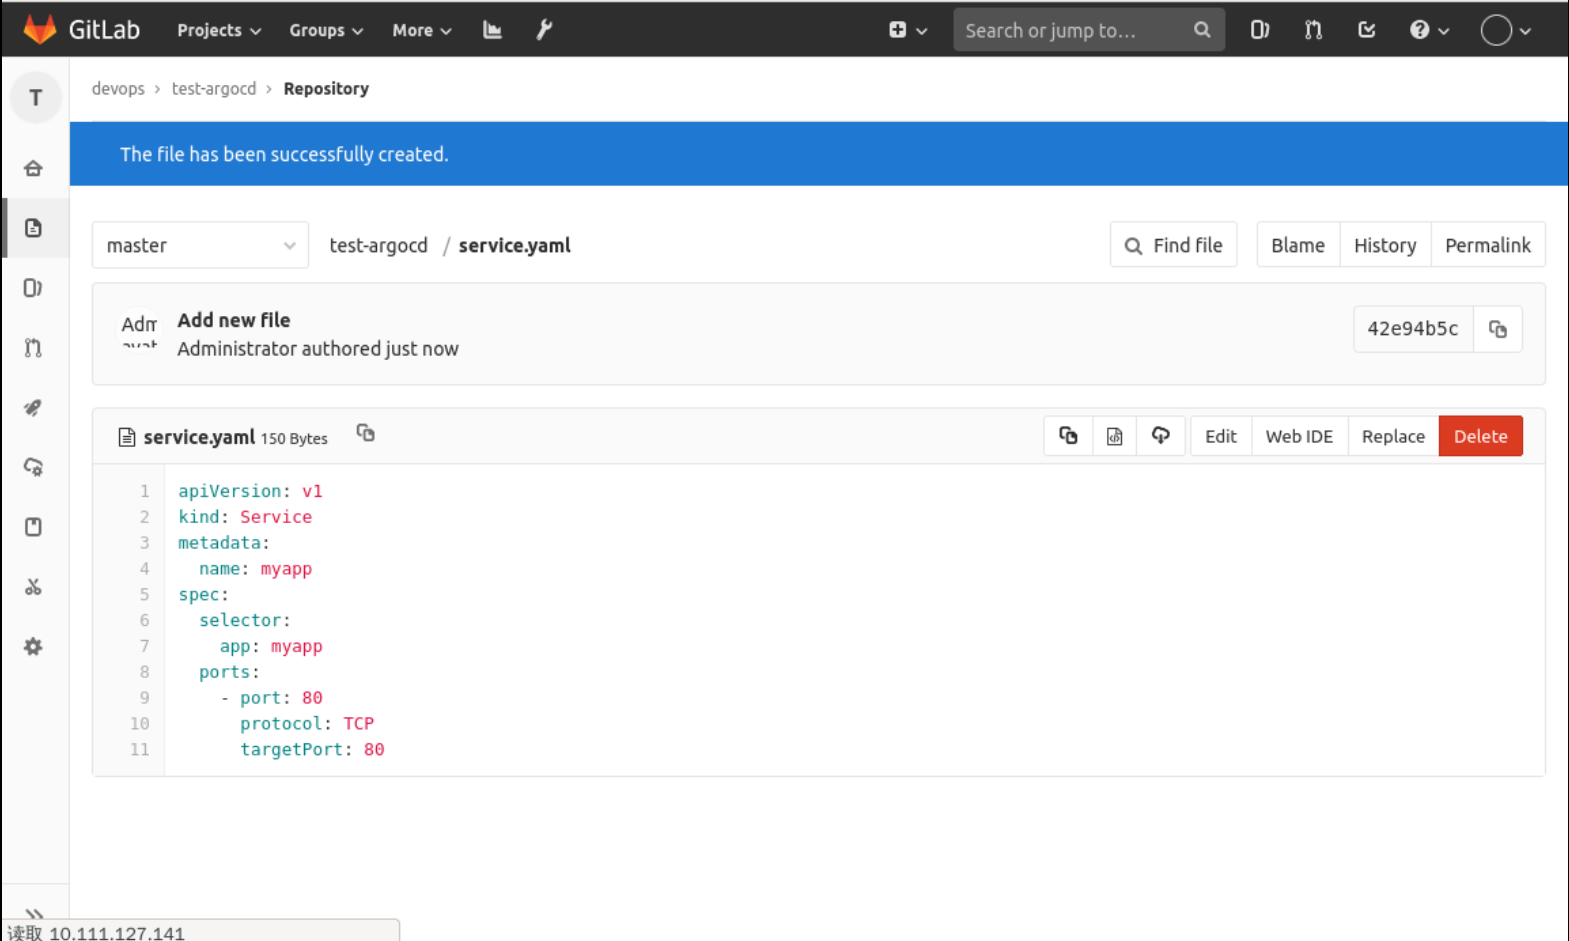 GitLab Projects Groups More Search or jump to...
T devops › test-argocd › Repository
The file has been successfully created.
master test-argocd / service.yaml Find file Blame History Permalink
Add new file
Administrator authored just now
42e94b5c
service.yaml 150 Bytes Edit Web IDE Replace Delete
1 apiVersion: v1
2 kind: Service
3 metadata:
4   name: myapp
5 spec:
6   selector:
7     app: myapp
8   ports:
9     - port: 80
10       protocol: TCP
11       targetPort: 80
读取 10.111.127.141